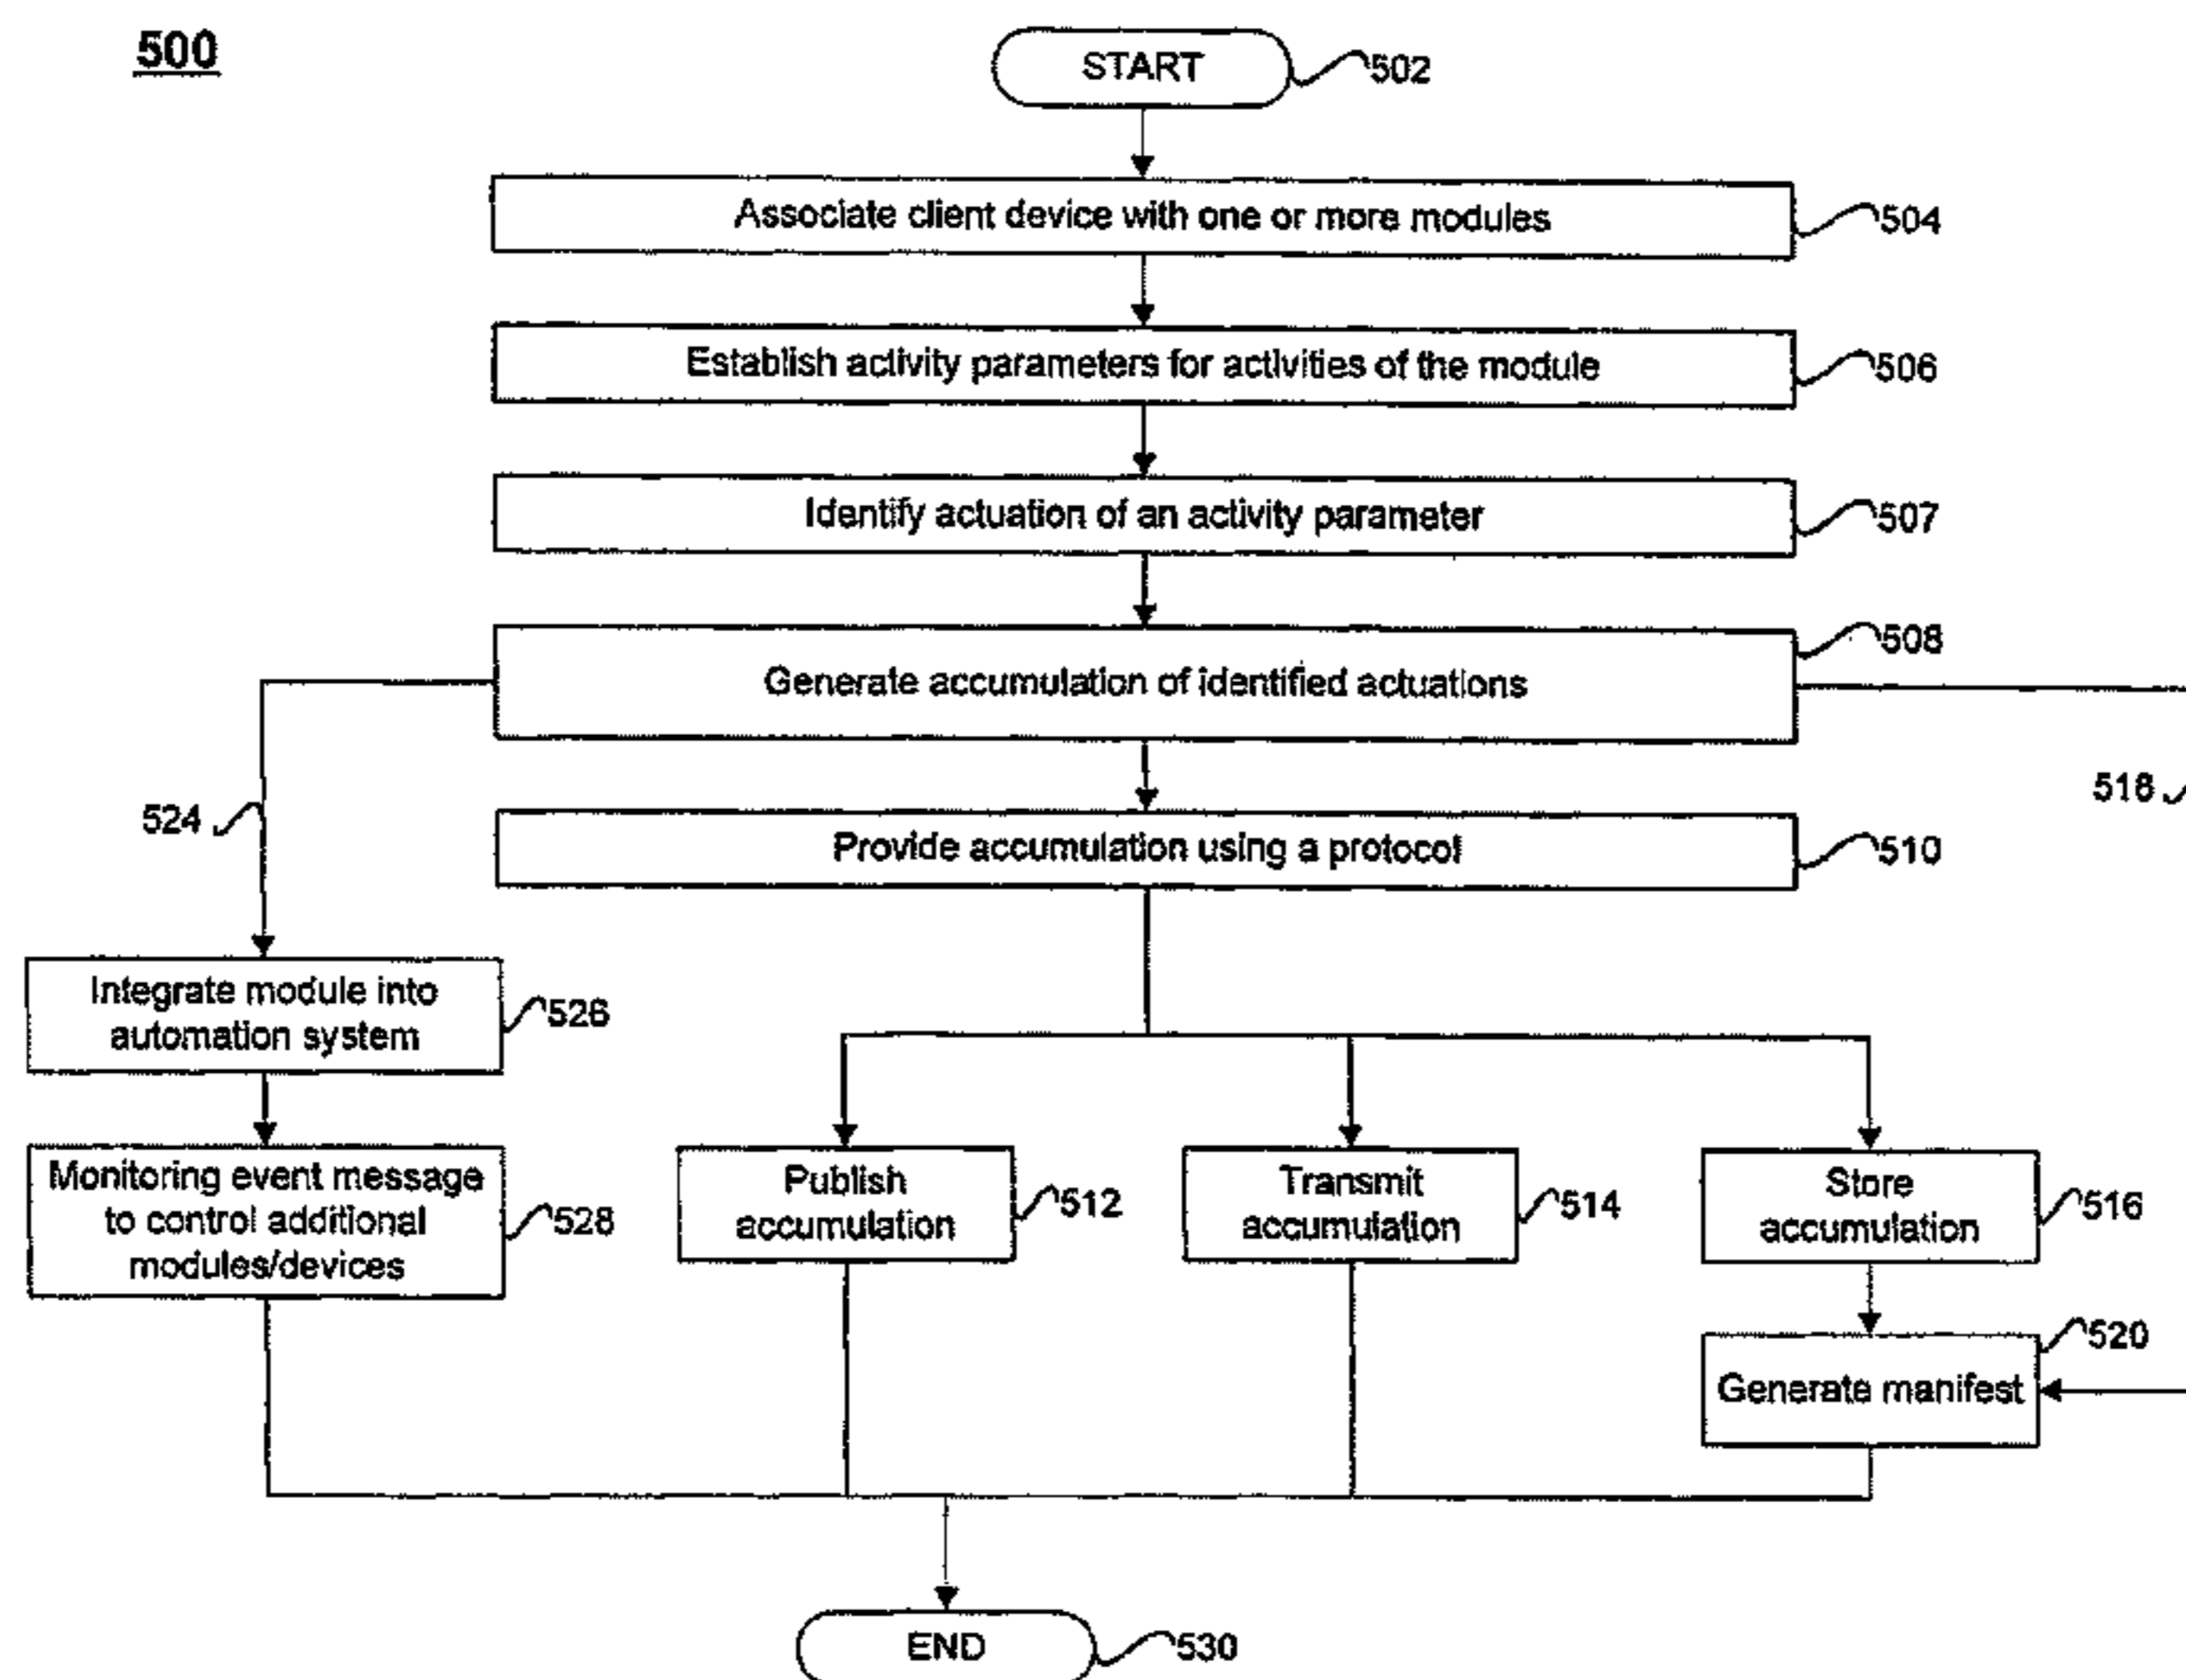 500
START
502
Associate client device with one or more modules
504
Establish activity parameters for activities of the module
506
Identify actuation of an activity parameter
507
Generate accumulation of identified actuations
508
518
524
Provide accumulation using a protocol
510
Integrate module into
automation system
526
Monitoring event message
to control additional
modules/devices
528
Publish
accumulation
512
Transmit
accumulation
514
Store
accumulation
516
520
Generate manifest
END
530